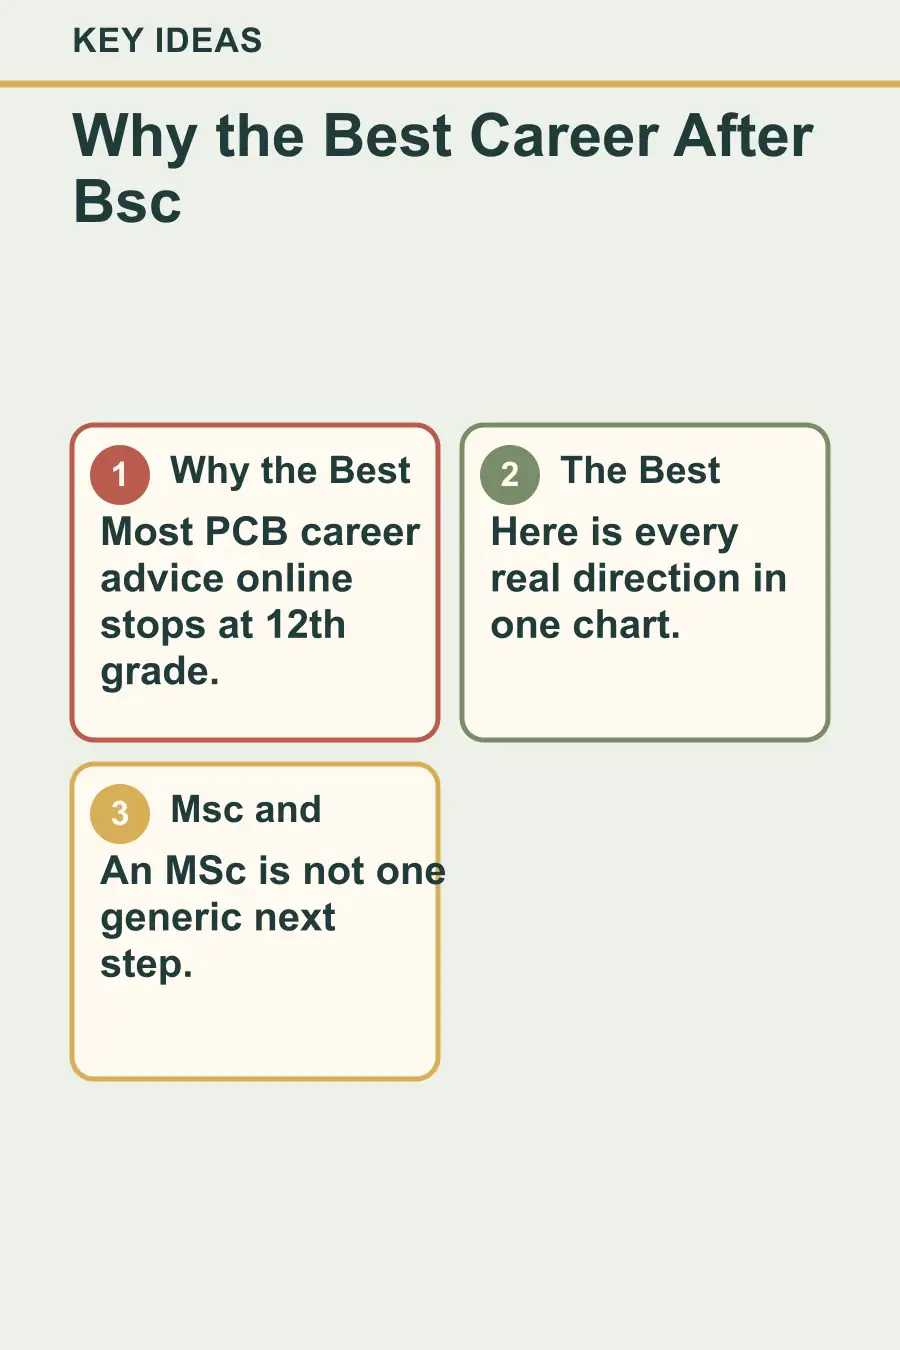 KEY IDEAS
Why the Best Career After
Bsc
1 Why the Best
Most PCB career
advice online
stops at 12th
grade.
2 The Best
Here is every
real direction in
one chart.
3 Msc and
An MSc is not one
generic next
step.